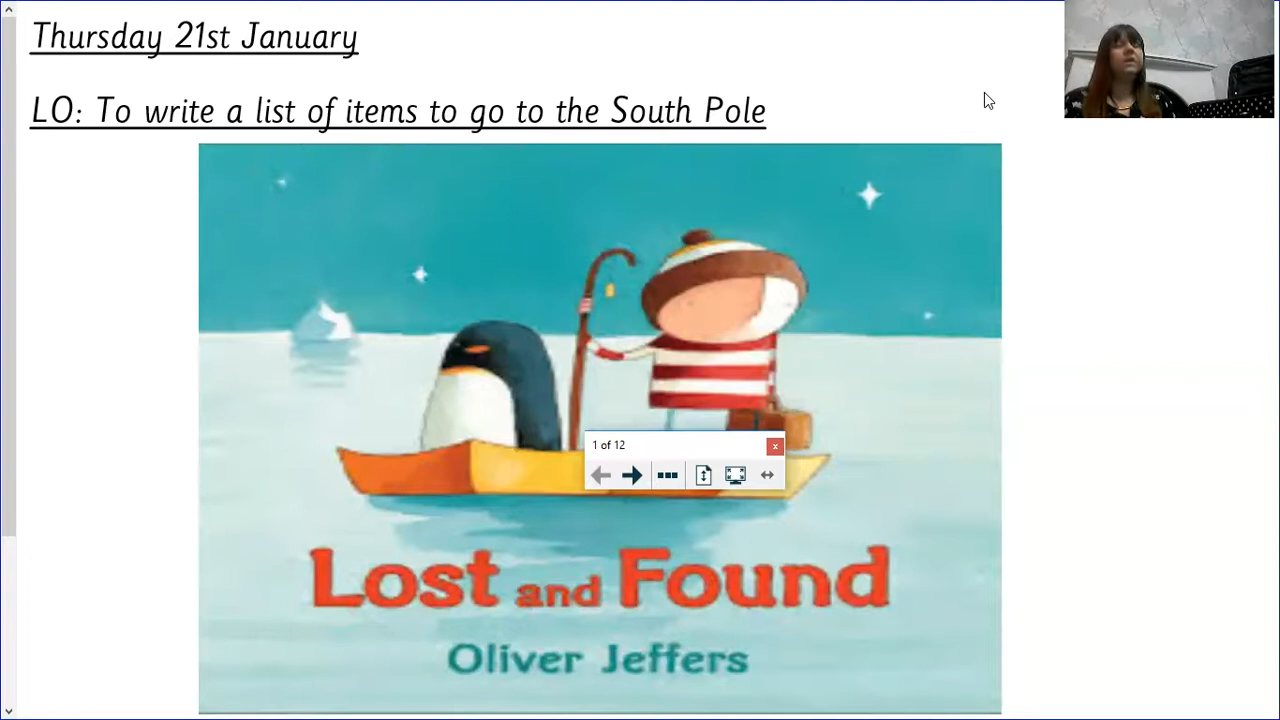 Thursday 21st January
LO: To write a list of items to go to the South Pole
1 of 12
x
Lost and Found
Oliver Jeffers